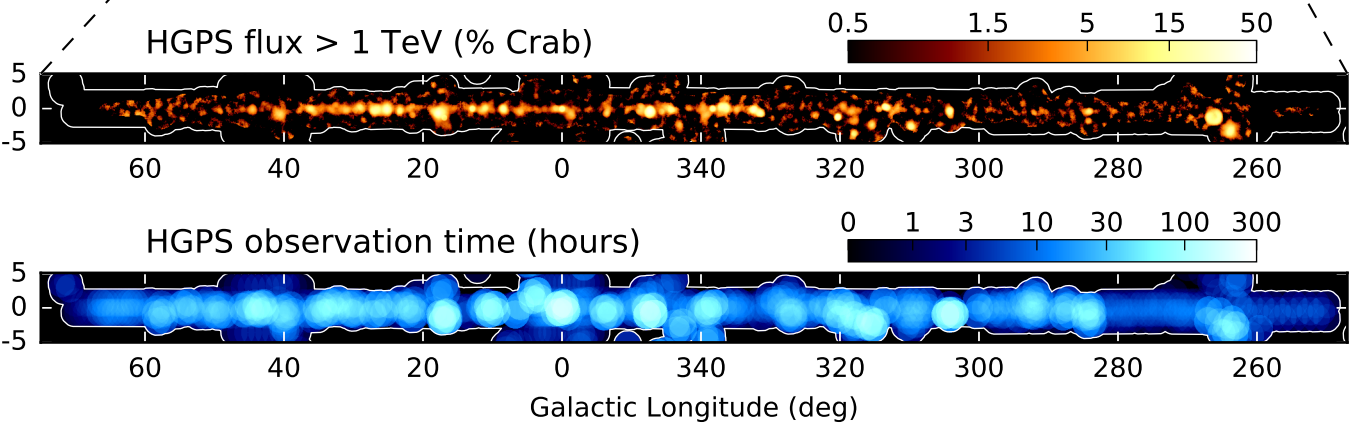 HGPS flux > 1 TeV (% Crab)
0.5 1.5 5 15 50
5
0
-5
60 40 20 0 340 320 300 280 260
HGPS observation time (hours)
0 1 3 10 30 100 300
5
0
-5
60 40 20 0 340 320 300 280 260
Galactic Longitude (deg)